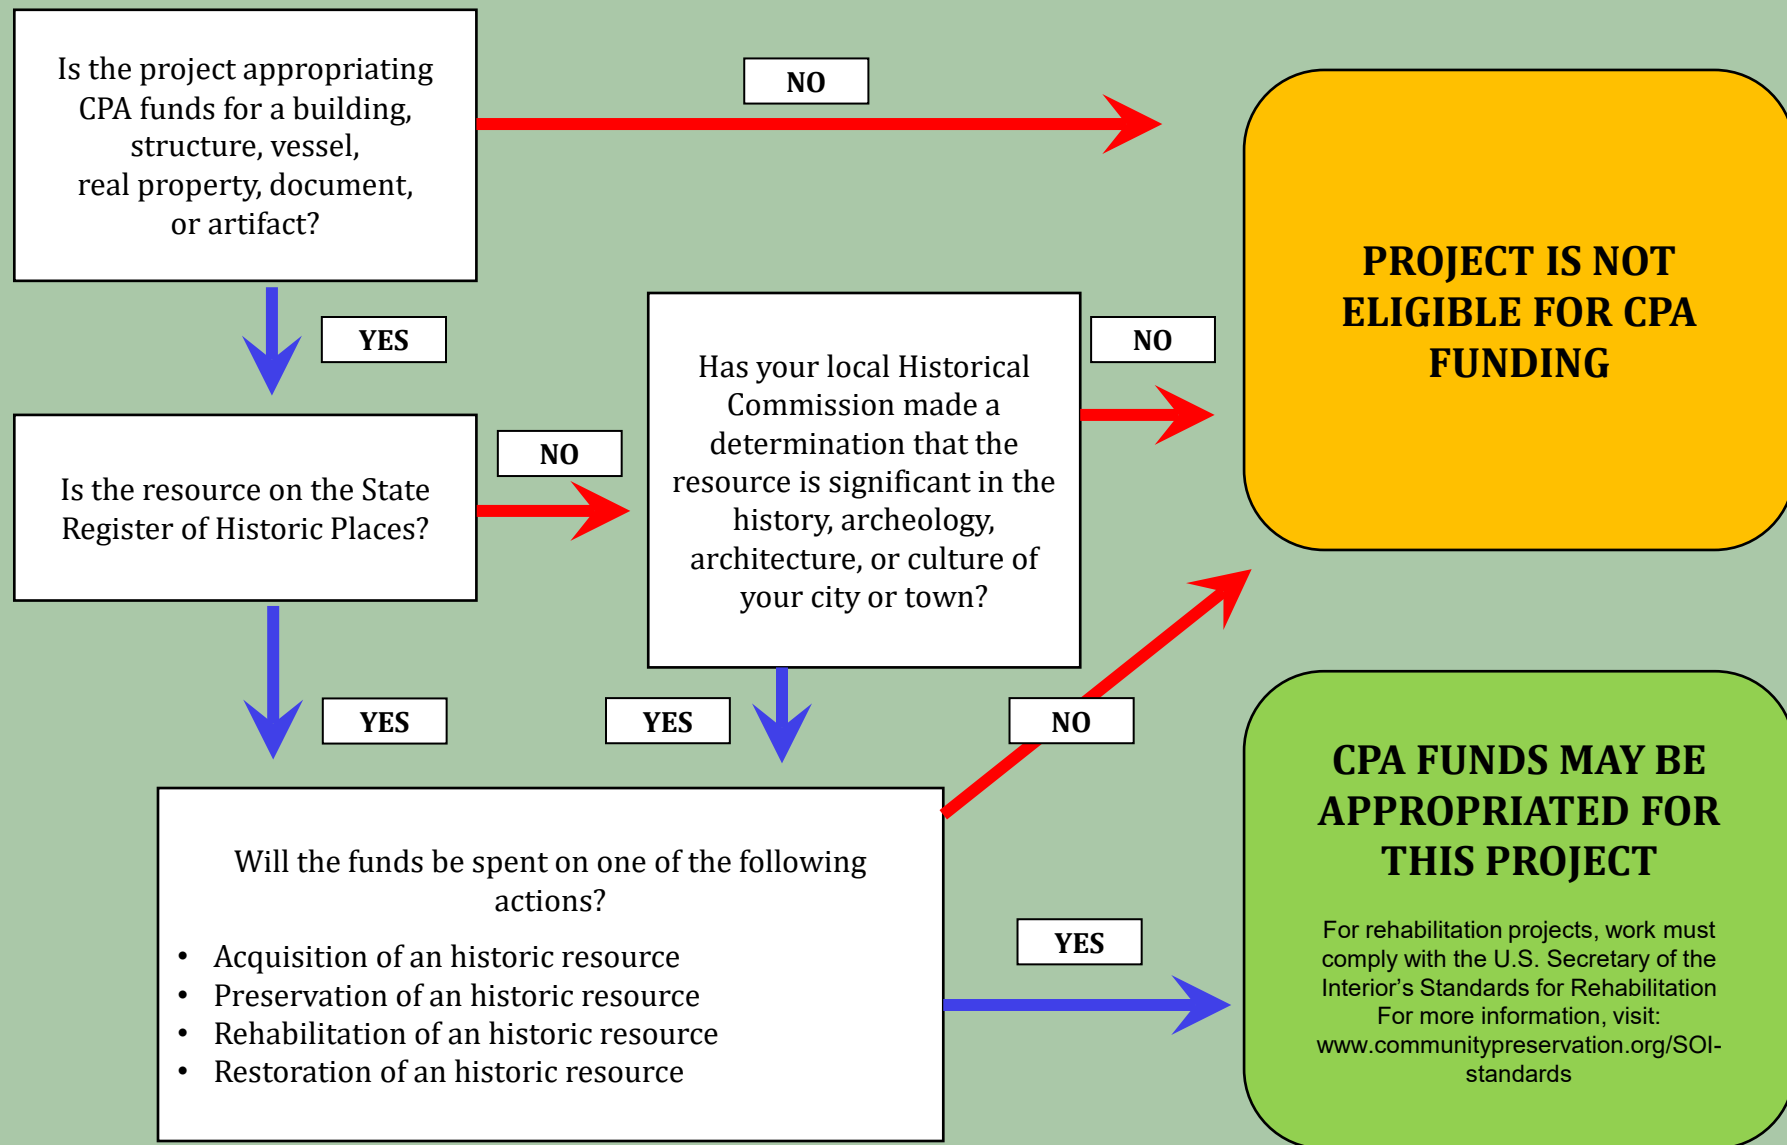 Is the project appropriating
CPA funds for a building,
structure, vessel,
real property, document,
or artifact?
NO
YES
Is the resource on the State
Register of Historic Places?
NO
Has your local Historical
Commission made a
determination that the
resource is significant in the
history, archeology,
architecture, or culture of
your city or town?
NO
PROJECT IS NOT
ELIGIBLE FOR CPA
FUNDING
YES
YES
NO
Will the funds be spent on one of the following
actions?
• Acquisition of an historic resource
• Preservation of an historic resource
• Rehabilitation of an historic resource
• Restoration of an historic resource
YES
CPA FUNDS MAY BE
APPROPRIATED FOR
THIS PROJECT
For rehabilitation projects, work must
comply with the U.S. Secretary of the
Interior’s Standards for Rehabilitation
For more information, visit:
www.communitypreservation.org/SOI-
standards